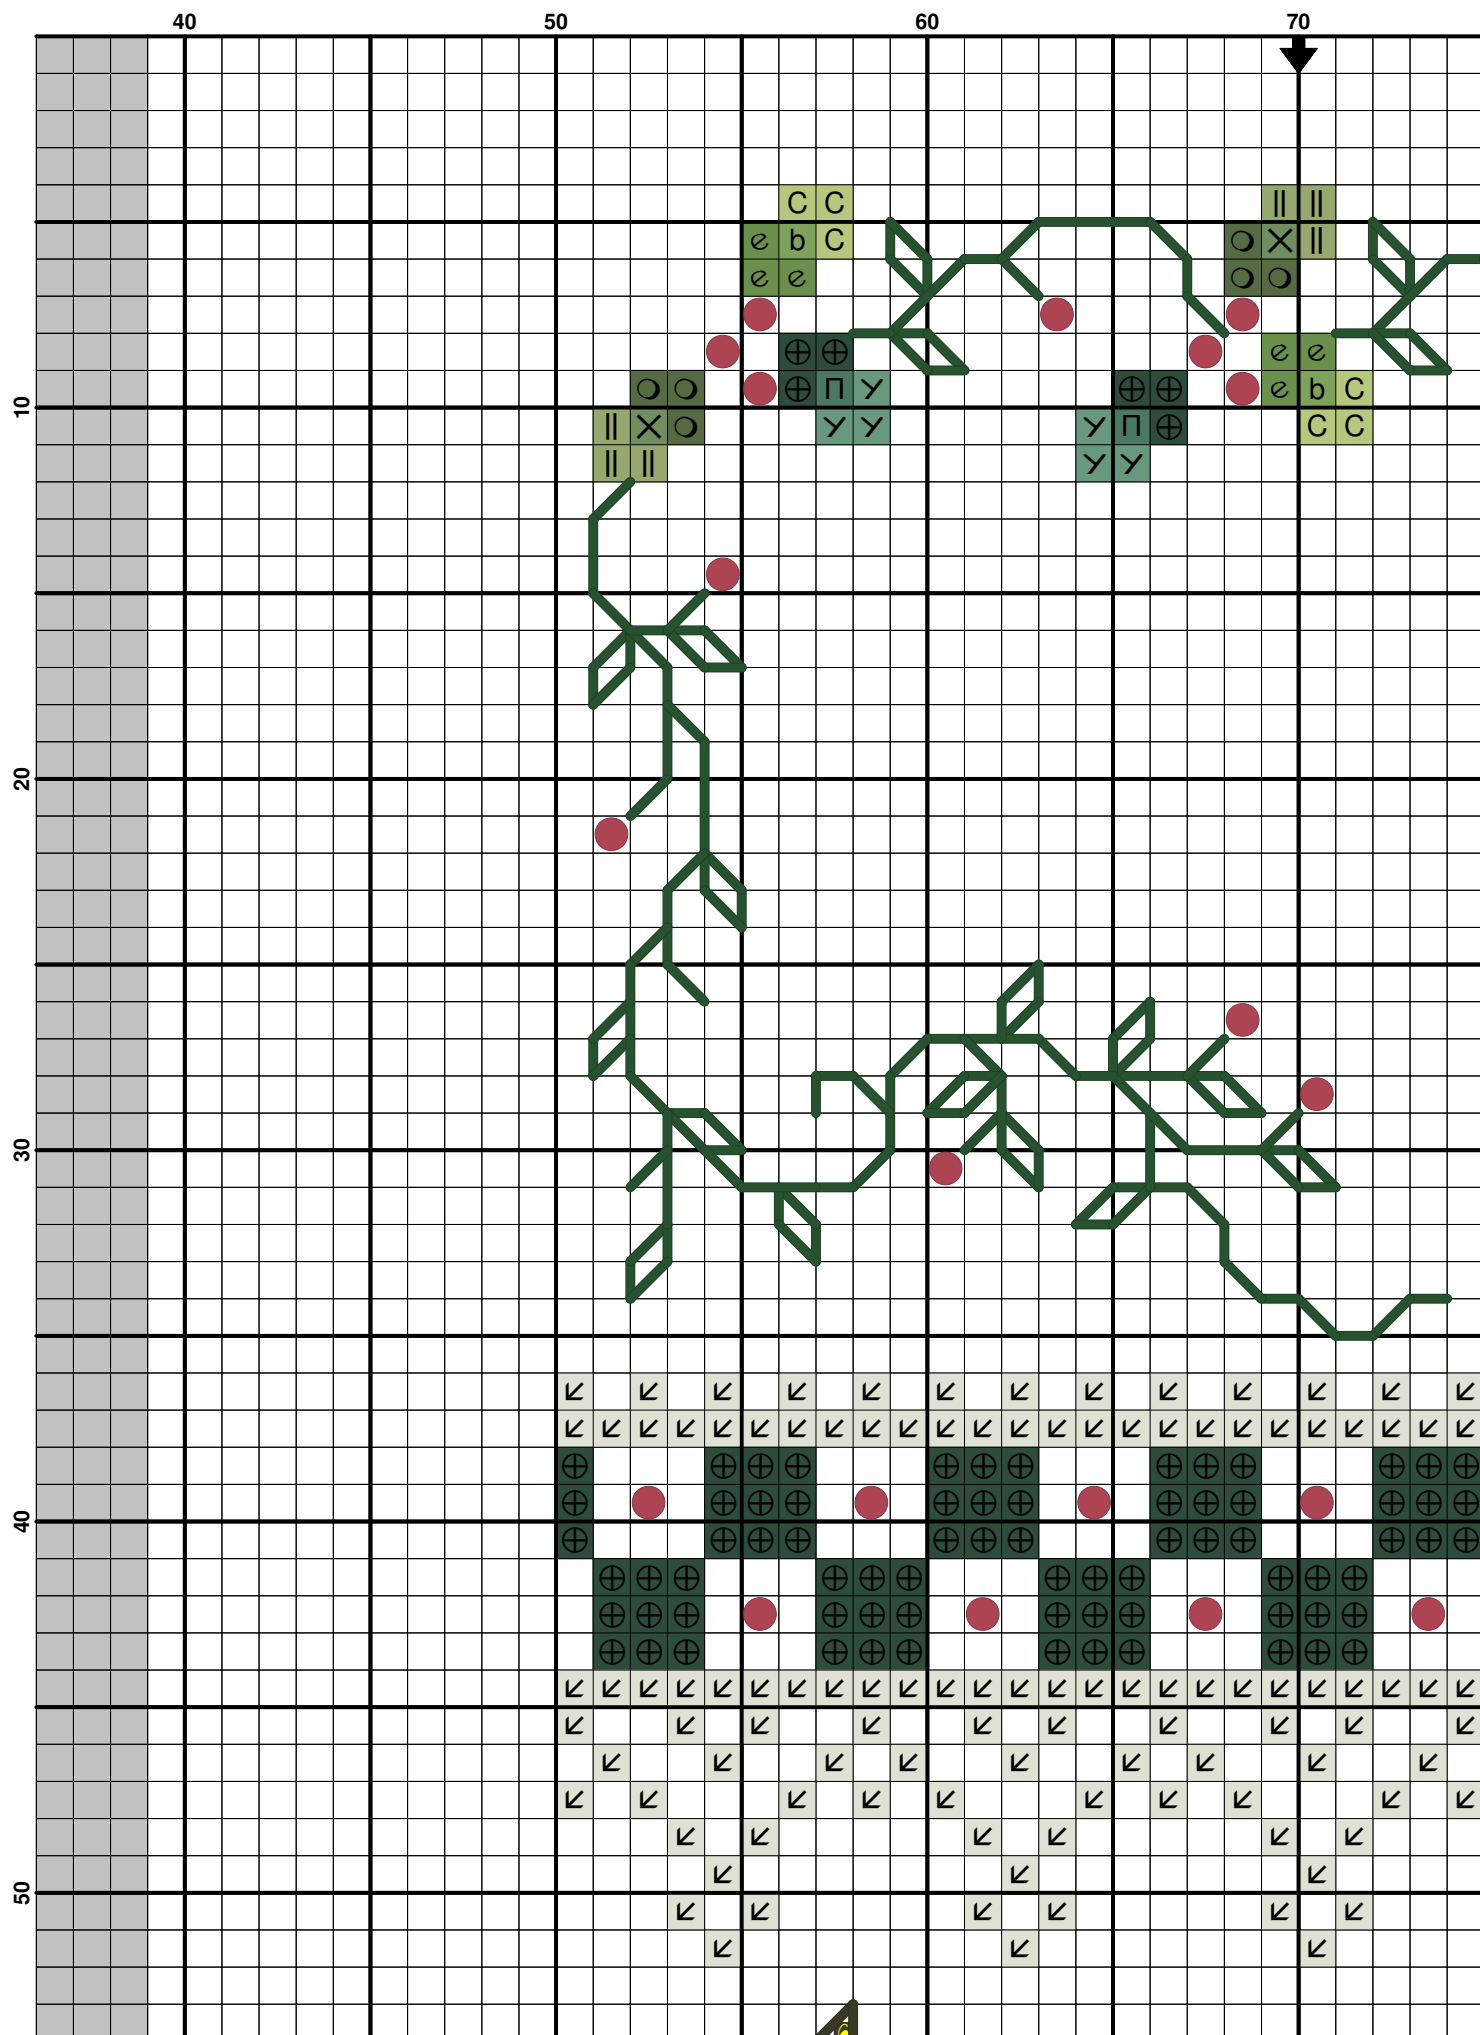 40 50 60 70
C C || ||
e b C ❍ X ||
e e ❍ ❍
⊕ ⊕ e e
❍ ❍ ⊕ П У ⊕ ⊕ e b C
10
|| X ❍ У У У П ⊕ C C
|| || У У
20
30
↙ ↙ ↙ ↙ ↙ ↙ ↙ ↙ ↙ ↙ ↙ ↙ ↙
↙ ↙ ↙ ↙ ↙ ↙ ↙ ↙ ↙ ↙ ↙ ↙ ↙ ↙ ↙ ↙ ↙ ↙ ↙ ↙ ↙ ↙ ↙ ↙ ↙
⊕ ⊕ ⊕ ⊕ ⊕ ⊕ ⊕ ⊕ ⊕ ⊕ ⊕ ⊕ ⊕
⊕ ⊕ ⊕ ⊕ ⊕ ⊕ ⊕ ⊕ ⊕ ⊕ ⊕ ⊕ ⊕
40
⊕ ⊕ ⊕ ⊕ ⊕ ⊕ ⊕ ⊕ ⊕ ⊕ ⊕ ⊕ ⊕
⊕ ⊕ ⊕ ⊕ ⊕ ⊕ ⊕ ⊕ ⊕ ⊕ ⊕ ⊕
⊕ ⊕ ⊕ ⊕ ⊕ ⊕ ⊕ ⊕ ⊕ ⊕ ⊕ ⊕
⊕ ⊕ ⊕ ⊕ ⊕ ⊕ ⊕ ⊕ ⊕ ⊕ ⊕ ⊕
↙ ↙ ↙ ↙ ↙ ↙ ↙ ↙ ↙ ↙ ↙ ↙ ↙ ↙ ↙ ↙ ↙ ↙ ↙ ↙ ↙ ↙ ↙ ↙ ↙
↙ ↙ ↙ ↙ ↙ ↙ ↙ ↙ ↙ ↙
↙ ↙ ↙ ↙ ↙ ↙ ↙ ↙ ↙
↙ ↙ ↙ ↙ ↙ ↙ ↙ ↙ ↙ ↙
↙ ↙ ↙ ↙ ↙ ↙
↙ ↙ ↙
50
↙ ↙ ↙ ↙ ↙ ↙
↙ ↙ ↙